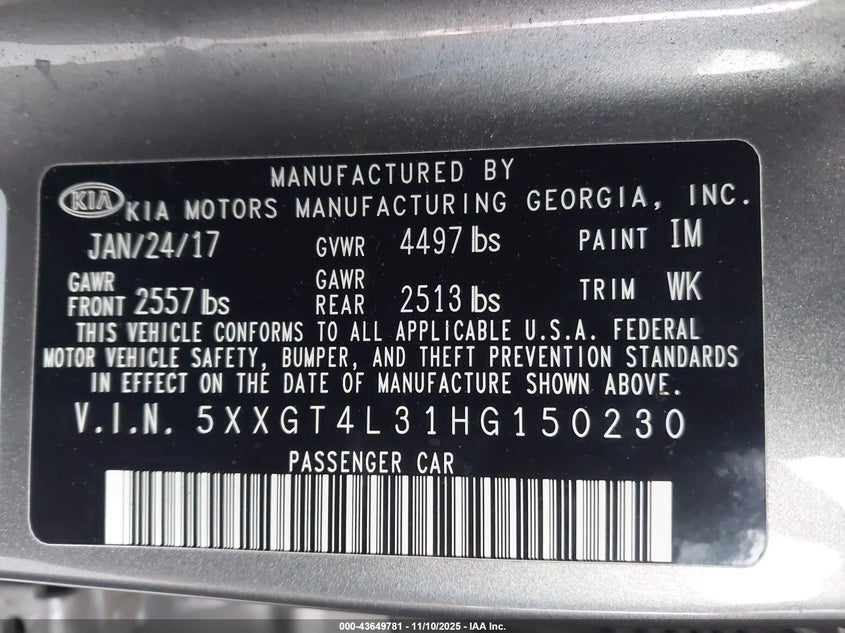 MANUFACTURED BY
KIA KIA MOTORS MANUFACTURING GEORGIA, INC.
JAN/24/17 GVWR 4497 lbs PAINT IM
GAWR FRONT 2557 lbs GAWR REAR 2513 lbs TRIM WK
THIS VEHICLE CONFORMS TO ALL APPLICABLE U.S.A. FEDERAL
MOTOR VEHICLE SAFETY, BUMPER, AND THEFT PREVENTION STANDARDS
IN EFFECT ON THE DATE OF MANUFACTURE SHOWN ABOVE.
V.I.N. 5XXGT4L31HG150230
PASSENGER CAR
000-43649781 - 11/10/2025 - IAA Inc.